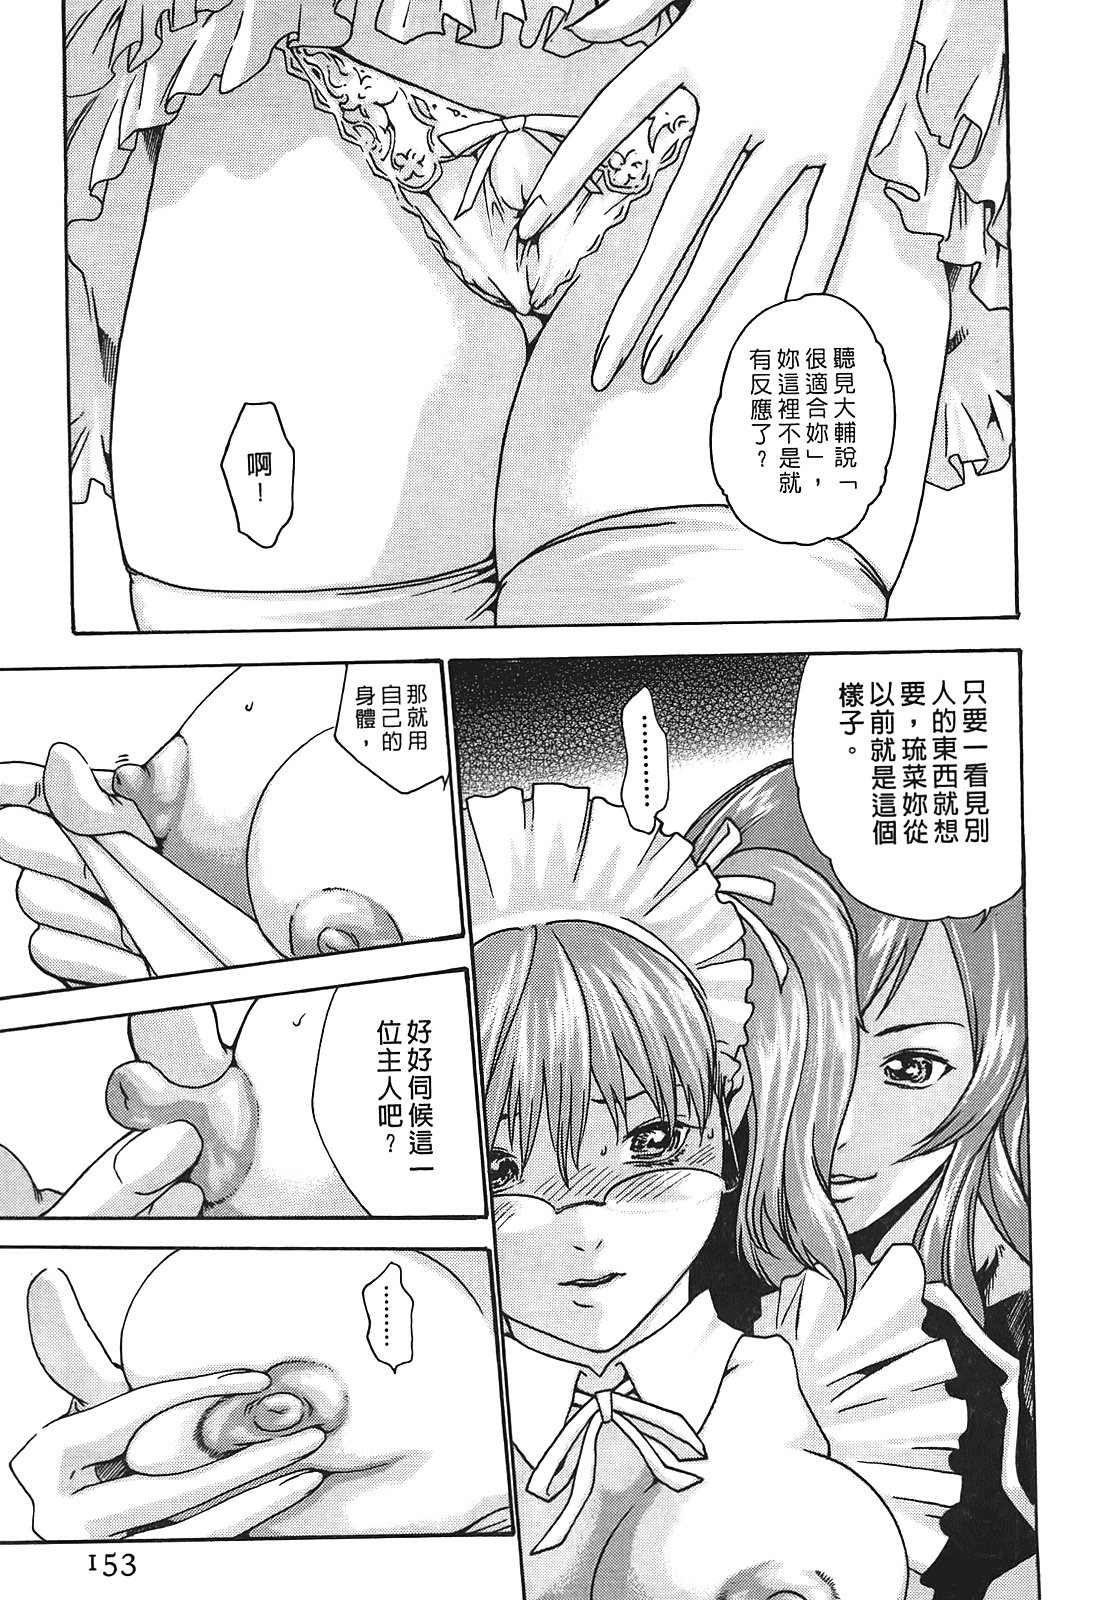 聽見大輔說「
很適合妳」，
妳這裡不是就
有反應了？
啊！
只要一看見別
人的東西就想
要，琉菜妳從
以前就是這個
樣子。
………
那就用
自己的
身體，
好好伺候這一
位主人吧？
………
153